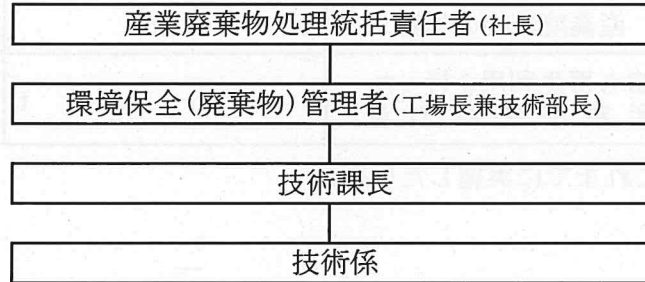 産業廃棄物処理統括責任者(社長)
環境保全(廃棄物)管理者(工場長兼技術部長)
技術課長
技術係